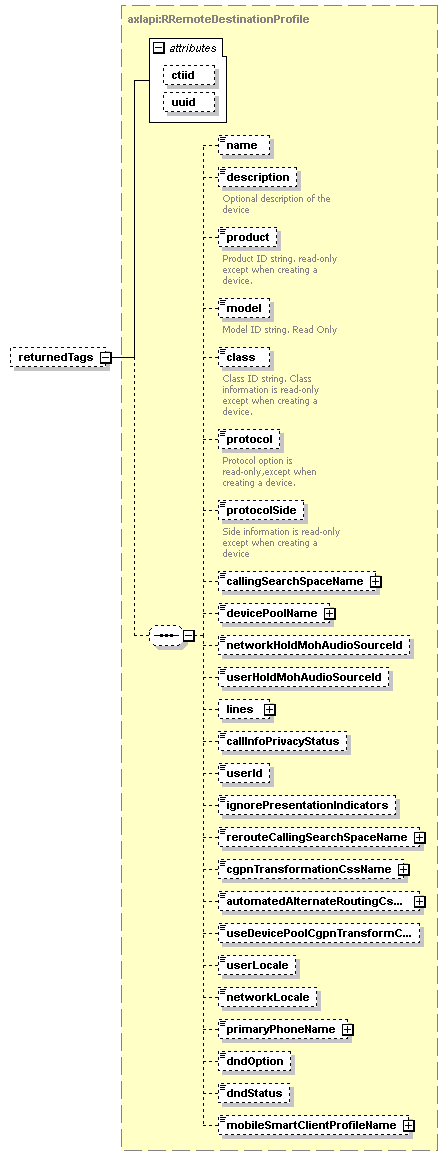 axlapi:RRemoteDestinationProfile
attributes
ctiid
uuid
name
description
Optional description of the
device
product
Product ID string. read-only
except when creating a
device.
model
Model ID string. Read Only
returnedTags
class
Class ID string. Class
information is read-only
except when creating a
device.
protocol
Protocol option is
read-only,except when
creating a device.
protocolSide
Side information is read-only
except when creating a
device
callingSearchSpaceName
devicePoolName
networkHoldMohAudioSourceId
userHoldMohAudioSourceId
lines
callInfoPrivacyStatus
userId
ignorePresentationIndicators
rerouteCallingSearchSpaceName
cgpnTransformationCssName
automatedAlternateRoutingCs...
useDevicePoolCgpnTransformC...
userLocale
networkLocale
primaryPhoneName
dndOption
dndStatus
mobileSmartClientProfileName